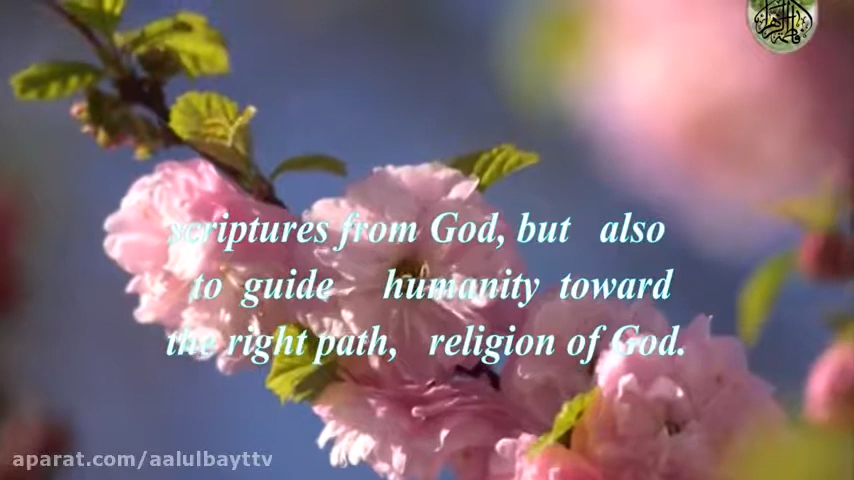 scriptures from God, but also
to guide humanity toward
the right path, religion of God.
aparat.com/aalulbayttv